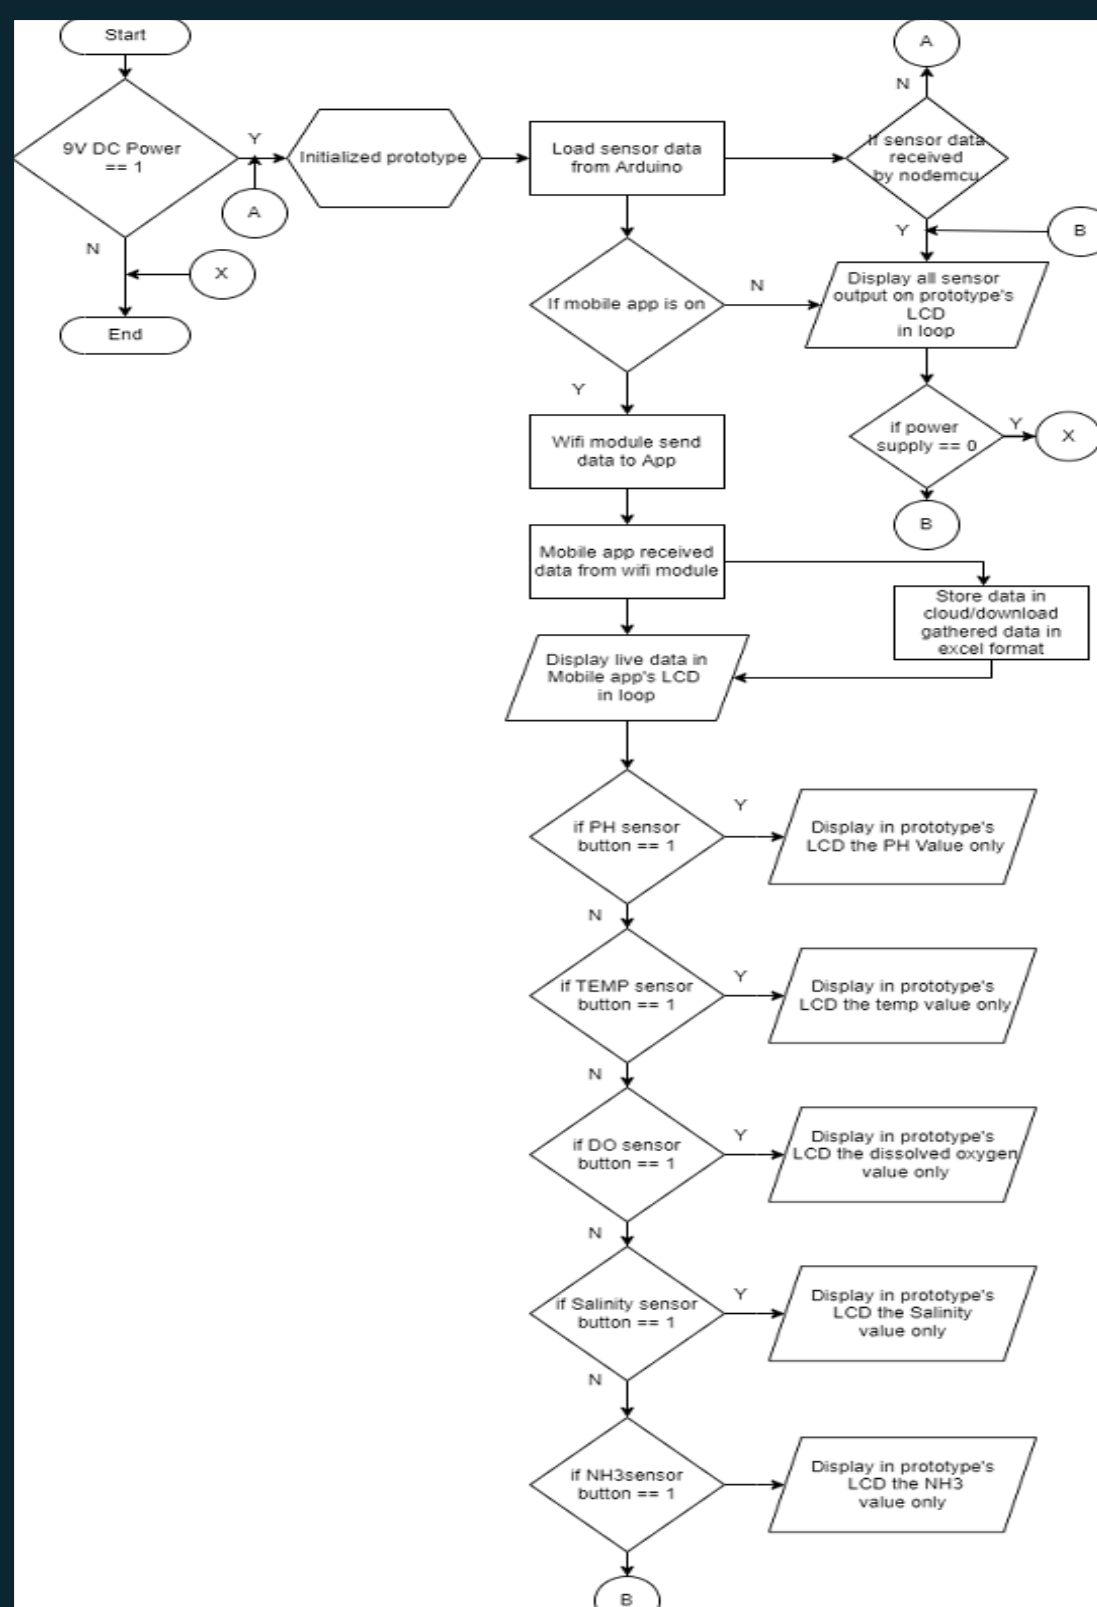 Start
9V DC Power
== 1
Y
A
N
X
End
Initialized prototype
Load sensor data
from Arduino
A
N
If sensor data
received
by nodemcu
Y
B
Display all sensor
output on prototype's
LCD
in loop
if power
supply == 0
Y
X
B
If mobile app is on
N
Y
Wifi module send
data to App
Mobile app received
data from wifi module
Store data in
cloud/download
gathered data in
excel format
Display live data in
Mobile app's LCD
in loop
if PH sensor
button == 1
Y
Display in prototype's
LCD the PH Value only
N
if TEMP sensor
button == 1
Y
Display in prototype's
LCD the temp value only
N
if DO sensor
button == 1
Y
Display in prototype's
LCD the dissolved oxygen
value only
N
if Salinity sensor
button == 1
Y
Display in prototype's
LCD the Salinity
value only
N
if NH3sensor
button == 1
Display in prototype's
LCD the NH3
value only
B